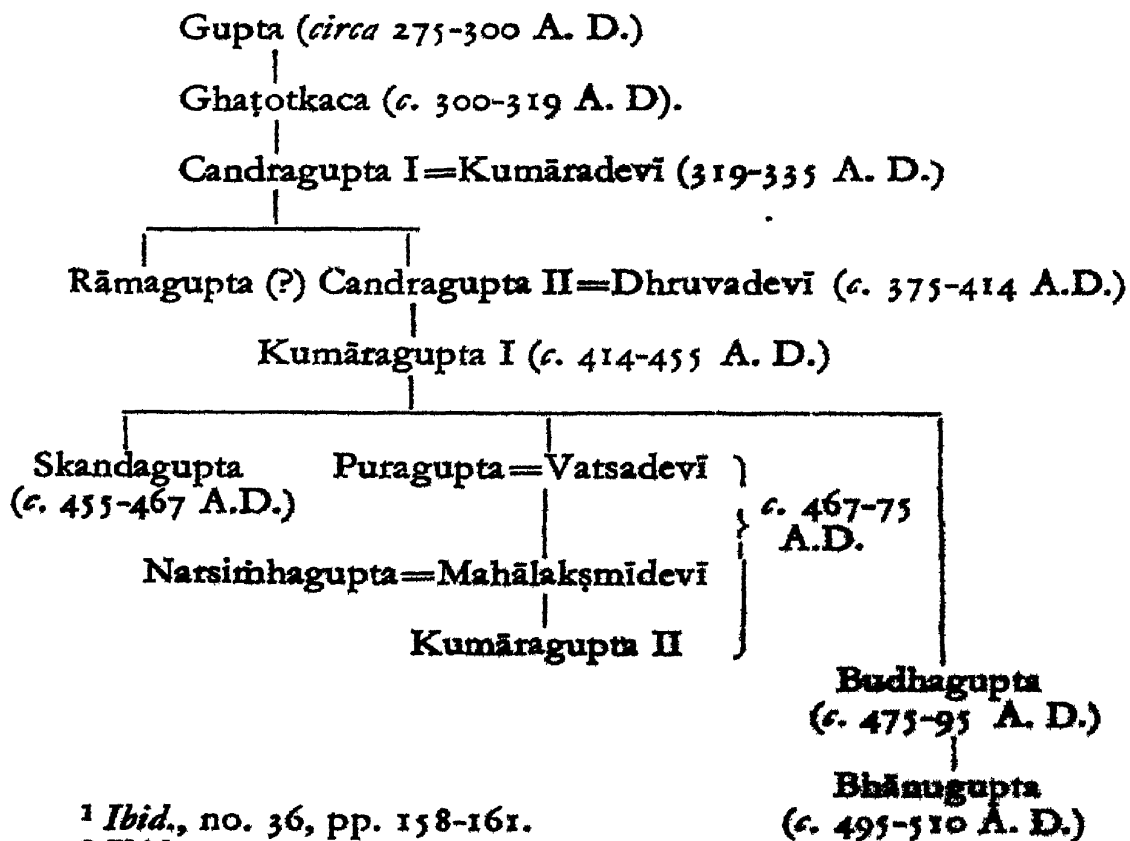 Gupta (circa 275-300 A. D.)
Ghaṭotkaca (c. 300-319 A. D).
Candragupta I=Kumāradevī (319-335 A. D.)
Rāmagupta (?) Candragupta II=Dhruvadevī (c. 375-414 A.D.)
Kumāragupta I (c. 414-455 A. D.)
Skandagupta Puragupta=Vatsadevī
(c. 455-467 A.D.) c. 467-75
A.D.
Narsiṁhagupta=Mahālakṣmīdevī
Kumāragupta II
Budhagupta
(c. 475-95 A. D.)
Bhānugupta
(c. 495-510 A. D.)
¹ Ibid., no. 36, pp. 158-161.